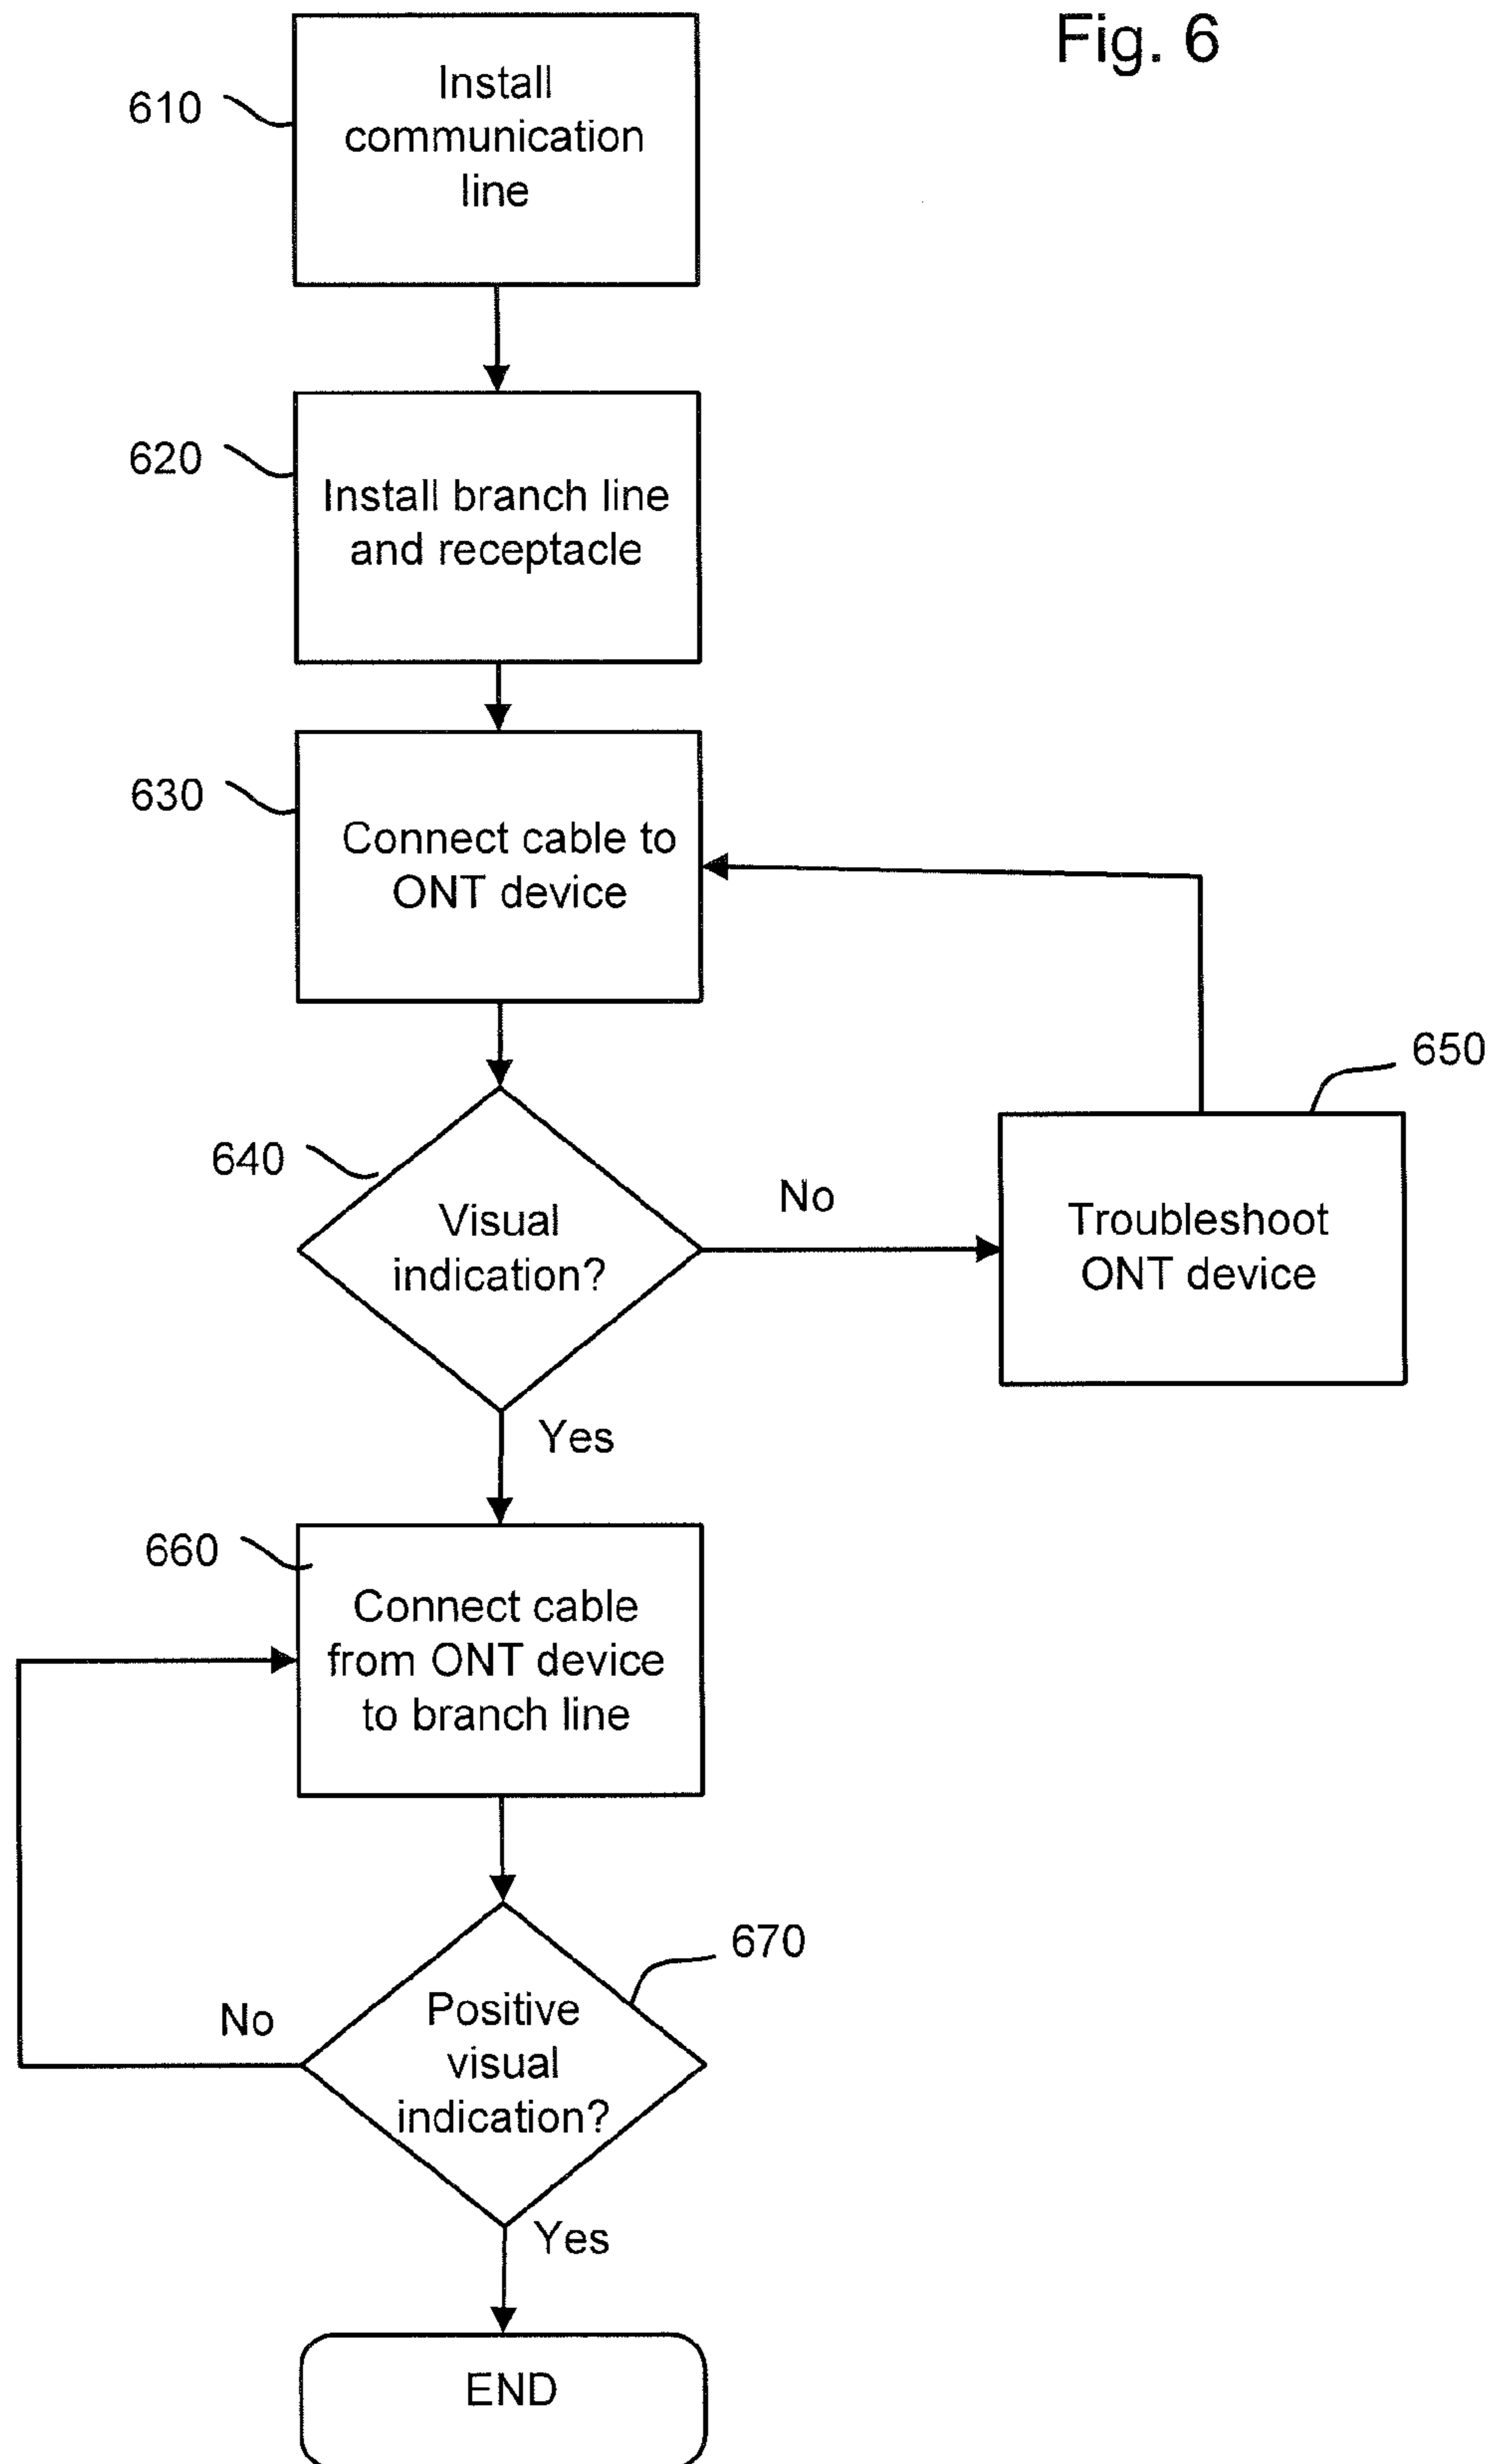 Fig. 6
610
Install
communication
line
620
Install branch line
and receptacle
630
Connect cable to
ONT device
640
Visual
indication?
No
650
Troubleshoot
ONT device
Yes
660
Connect cable
from ONT device
to branch line
670
Positive
visual
indication?
No
Yes
END